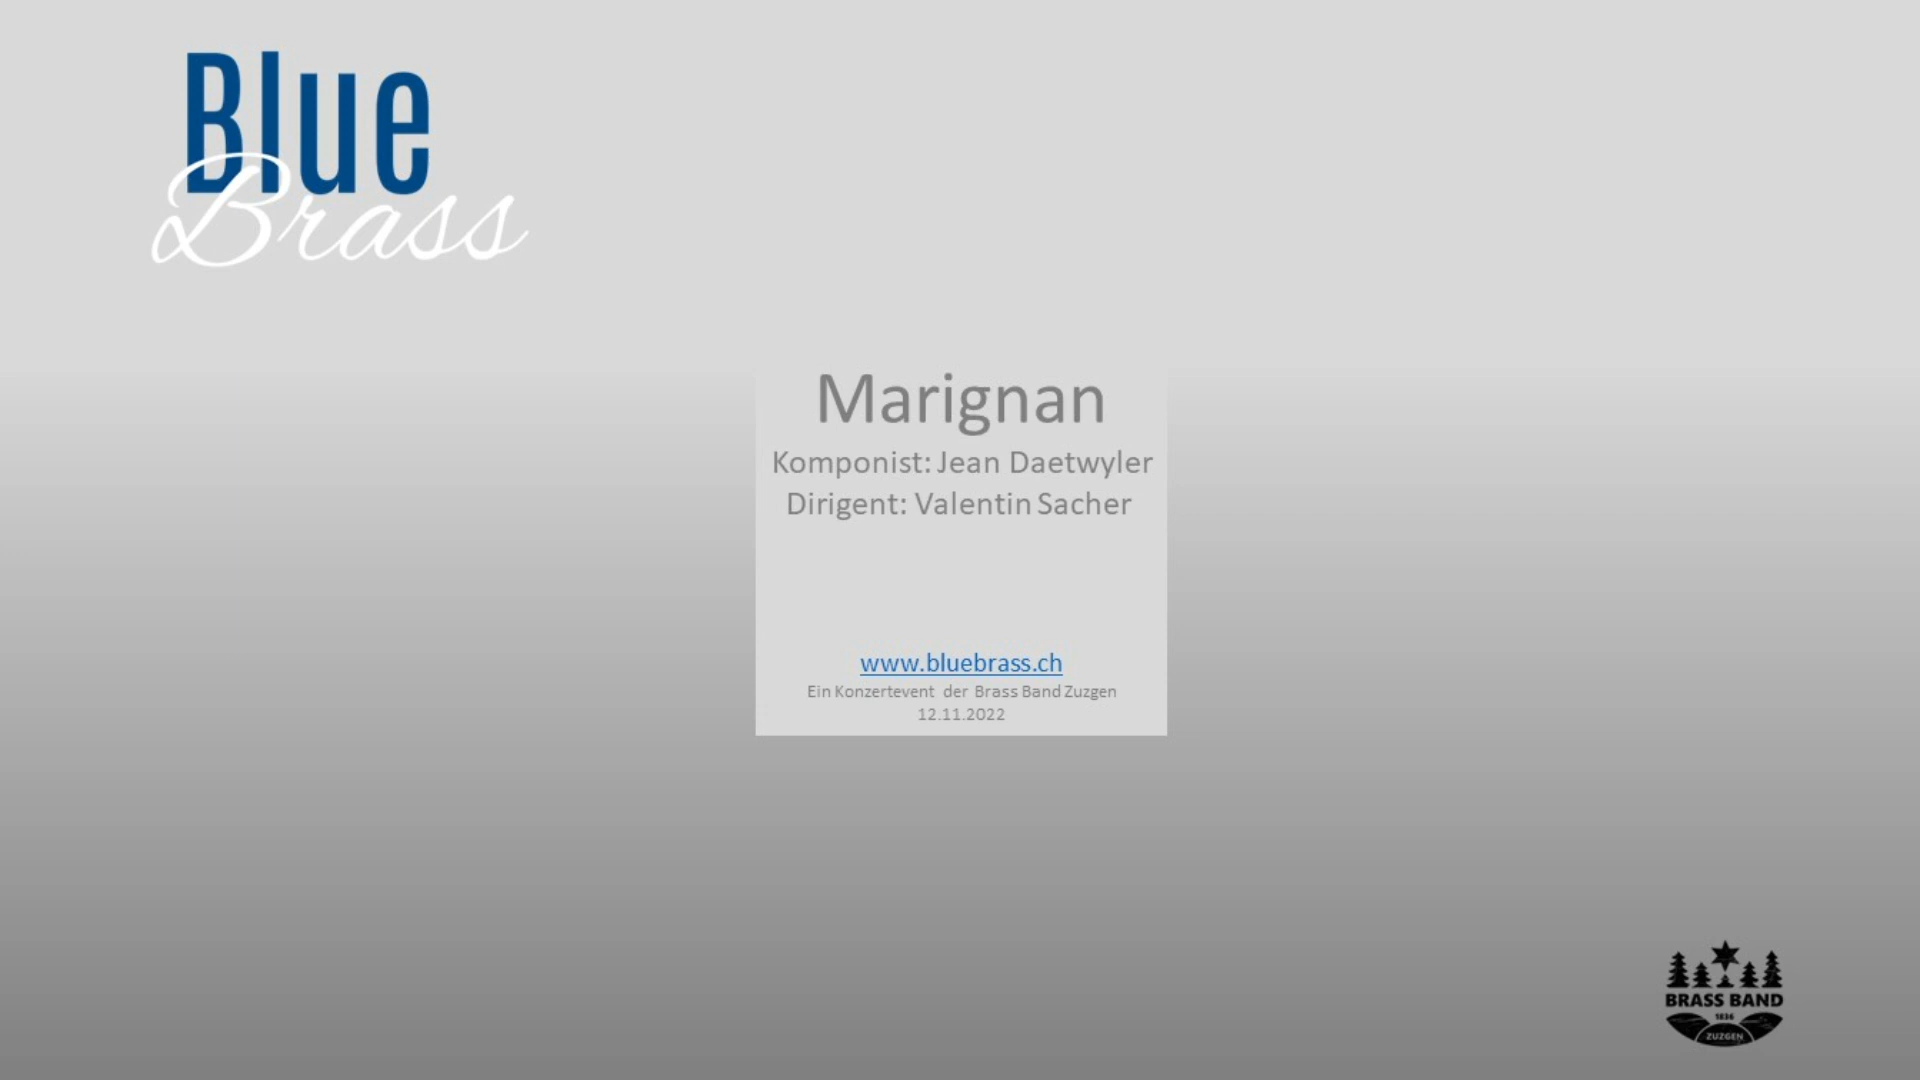 Blue
Brass
Marignan
Komponist: Jean Daetwyler
Dirigent: Valentin Sacher
www.bluebrass.ch
Ein Konzertevent der Brass Band Zuzgen
12.11.2022
BRASS BAND
1836
ZUZGEN